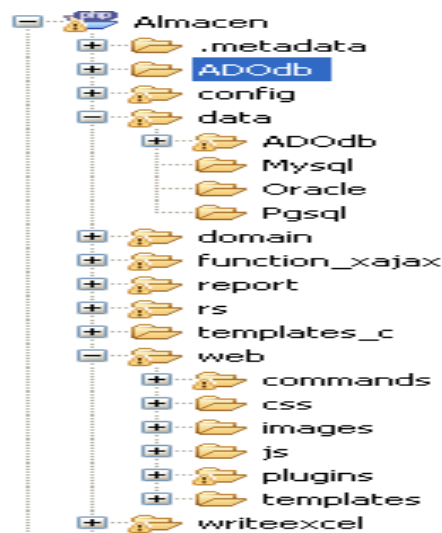 php
Almacen
.metadata
ADOdb
config
data
ADOdb
Mysql
Oracle
Pgsql
domain
function_xajax
report
rs
templates_c
web
commands
css
images
js
plugins
templates
writeexcel